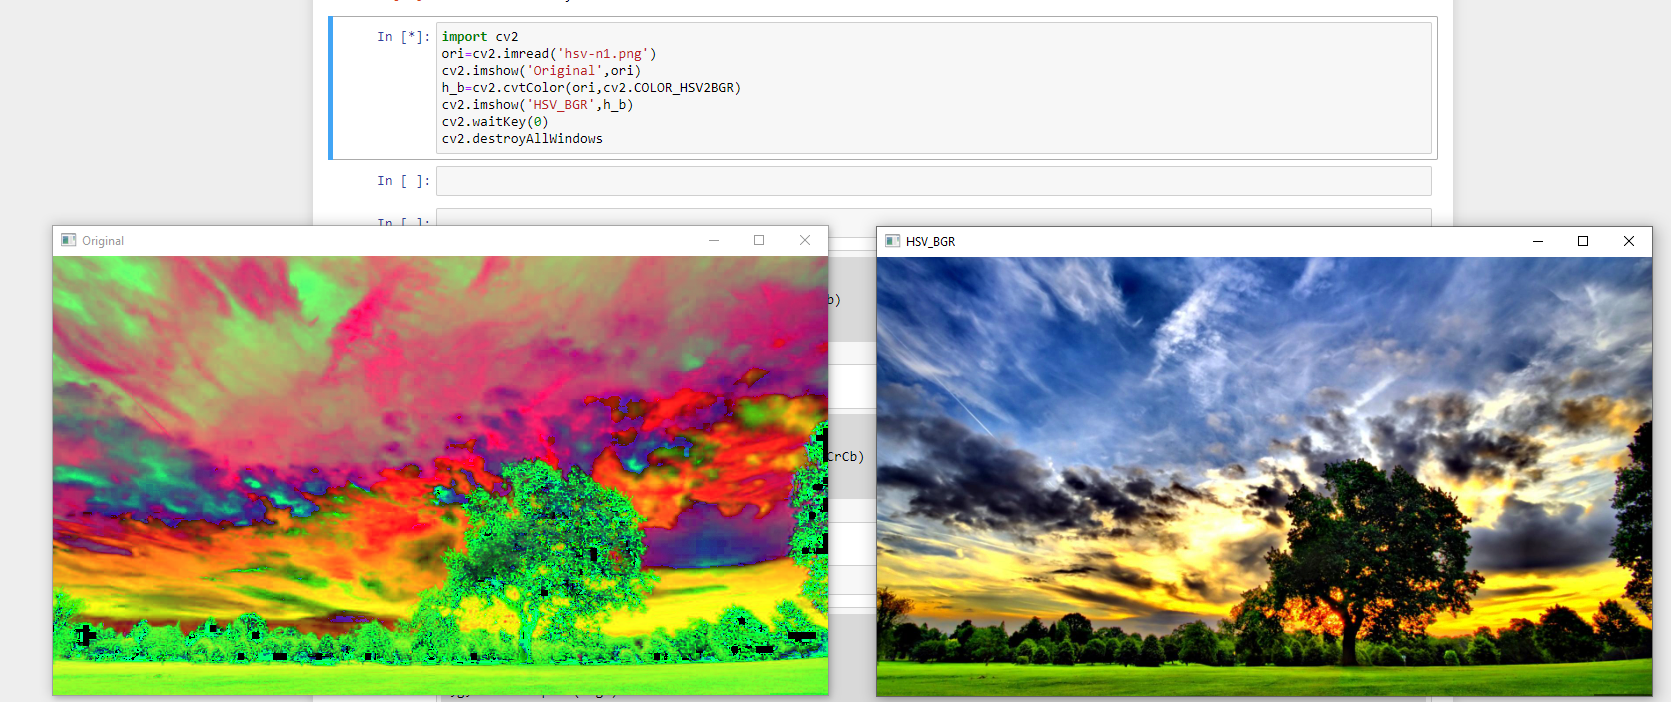 In [*]:
import cv2
ori=cv2.imread('hsv-n1.png')
cv2.imshow('Original',ori)
h_b=cv2.cvtColor(ori,cv2.COLOR_HSV2BGR)
cv2.imshow('HSV_BGR',h_b)
cv2.waitKey(0)
cv2.destroyAllWindows
In [ ]:
In [ ]:
Original
HSV_BGR
b)
CrCb)